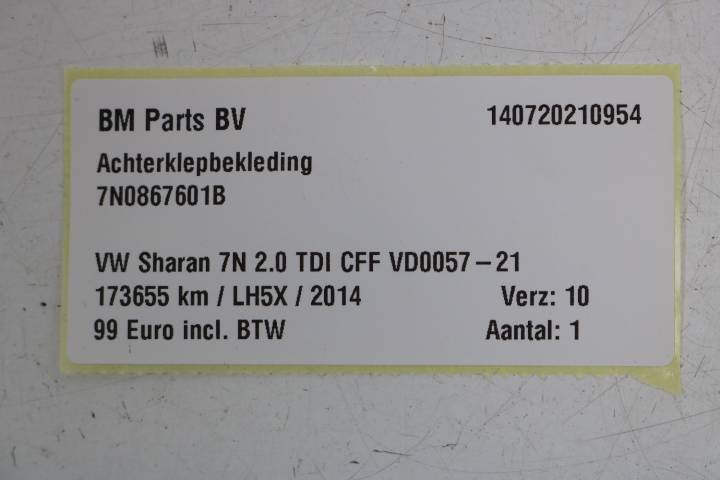 BM Parts BV 140720210954
Achterklepbekleding
7N0867601B
VW Sharan 7N 2.0 TDI CFF VD0057-21
173655 km / LH5X / 2014 Verz: 10
99 Euro incl. BTW Aantal: 1